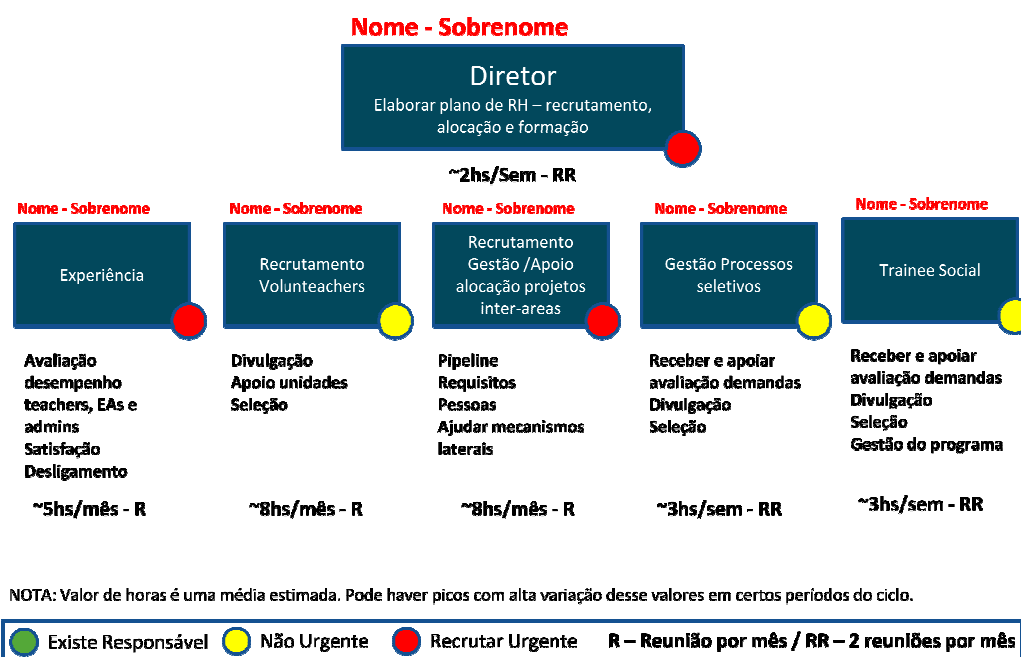 Nome - Sobrenome
Diretor
Elaborar plano de RH – recrutamento,
alocação e formação
~2hs/Sem - RR
Nome - Sobrenome
Experiência
Avaliação
desempenho
teachers, EAs e
admins
Satisfação
Desligamento
~5hs/mês - R
Nome - Sobrenome
Recrutamento
Volunteachers
Divulgação
Apoio unidades
Seleção
~8hs/mês - R
Nome - Sobrenome
Recrutamento
Gestão /Apoio
alocação projetos
inter-areas
Pipeline
Requisitos
Pessoas
Ajudar mecanismos
laterais
~8hs/mês - R
Nome - Sobrenome
Gestão Processos
seletivos
Receber e apoiar
avaliação demandas
Divulgação
Seleção
~3hs/sem - RR
Nome - Sobrenome
Trainee Social
Receber e apoiar
avaliação demandas
Divulgação
Seleção
Gestão do programa
~3hs/sem - RR
NOTA: Valor de horas é uma média estimada. Pode haver picos com alta variação desse valores em certos períodos do ciclo.
Existe Responsável
Não Urgente
Recrutar Urgente
R – Reunião por mês / RR – 2 reuniões por mês